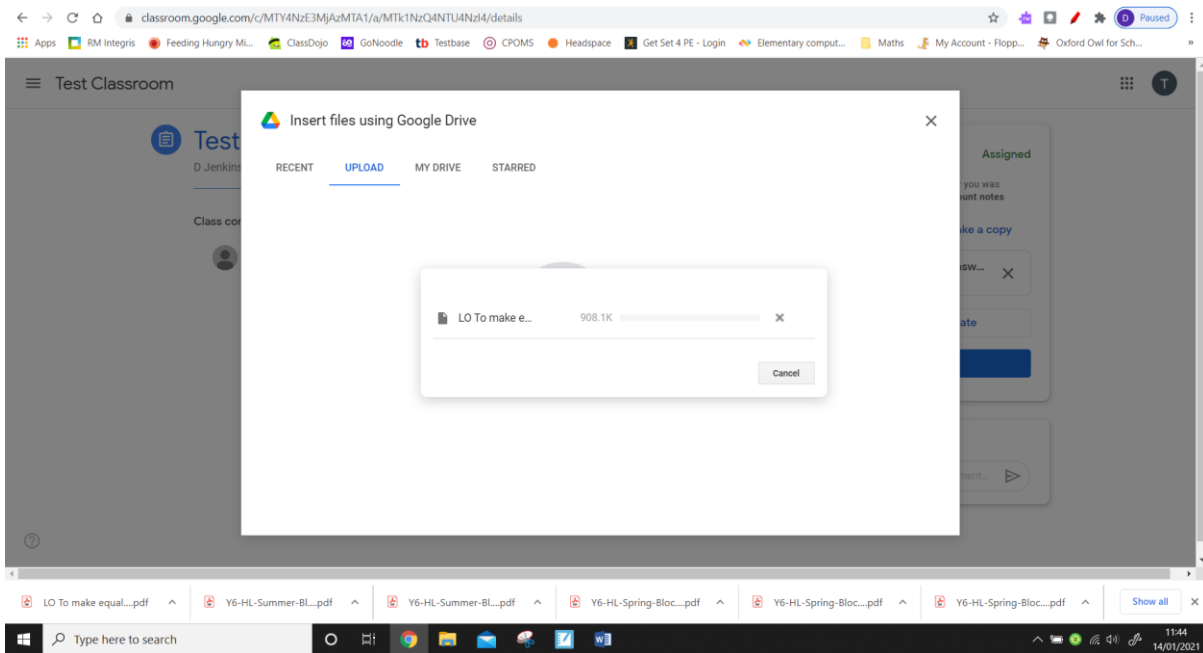 classroom.google.com/c/MTY4NzE3MjAzMTA1/a/MTk1NzQ4NTU4NzI4/details
D Paused
Apps RM Integris Feeding Hungry Mi... ClassDojo GoNoodle tb Testbase CPOMS Headspace Get Set 4 PE - Login Elementary comput... Maths My Account - Flopp... Oxford Owl for Sch... »
Test Classroom T
Insert files using Google Drive
Test
Assigned
D Jenkins
RECENT UPLOAD MY DRIVE STARRED
you was
ount notes
Class cor
ke a copy
sw...
LO To make e... 908.1K
ate
Cancel
ment...
LO To make equal....pdf Y6-HL-Summer-Bl....pdf Y6-HL-Summer-Bl....pdf Y6-HL-Spring-Bloc....pdf Y6-HL-Spring-Bloc....pdf Y6-HL-Spring-Bloc....pdf Show all
Type here to search
11:44
14/01/2021